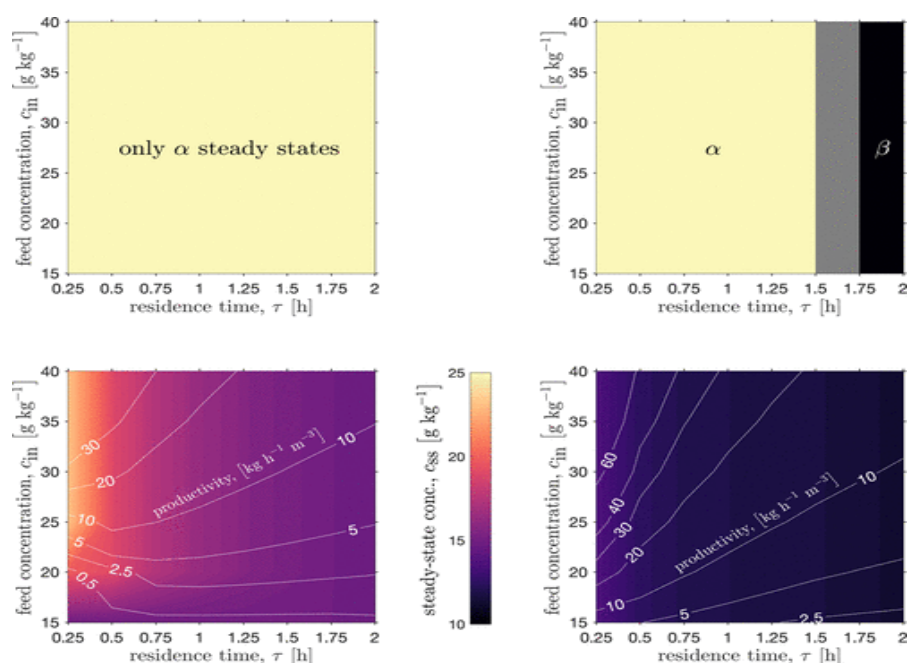 feed concentration, c_in [g kg⁻¹]
40
35
30
25
20
15
only α steady states
0.25 0.5 0.75 1 1.25 1.5 1.75 2
residence time, τ [h]
feed concentration, c_in [g kg⁻¹]
40
35
30
25
20
15
α
β
0.25 0.5 0.75 1 1.25 1.5 1.75 2
residence time, τ [h]
feed concentration, c_in [g kg⁻¹]
40
35
30
25
20
15
30
20
10
5
2.5
0.5
productivity, [kg h⁻¹ m⁻³]
10
5
0.25 0.5 0.75 1 1.25 1.5 1.75 2
residence time, τ [h]
steady-state conc., c_ss [g kg⁻¹]
25
20
15
10
feed concentration, c_in [g kg⁻¹]
40
35
30
25
20
15
60
40
30
20
10
productivity, [kg h⁻¹ m⁻³]
10
5
2.5
0.25 0.5 0.75 1 1.25 1.5 1.75 2
residence time, τ [h]